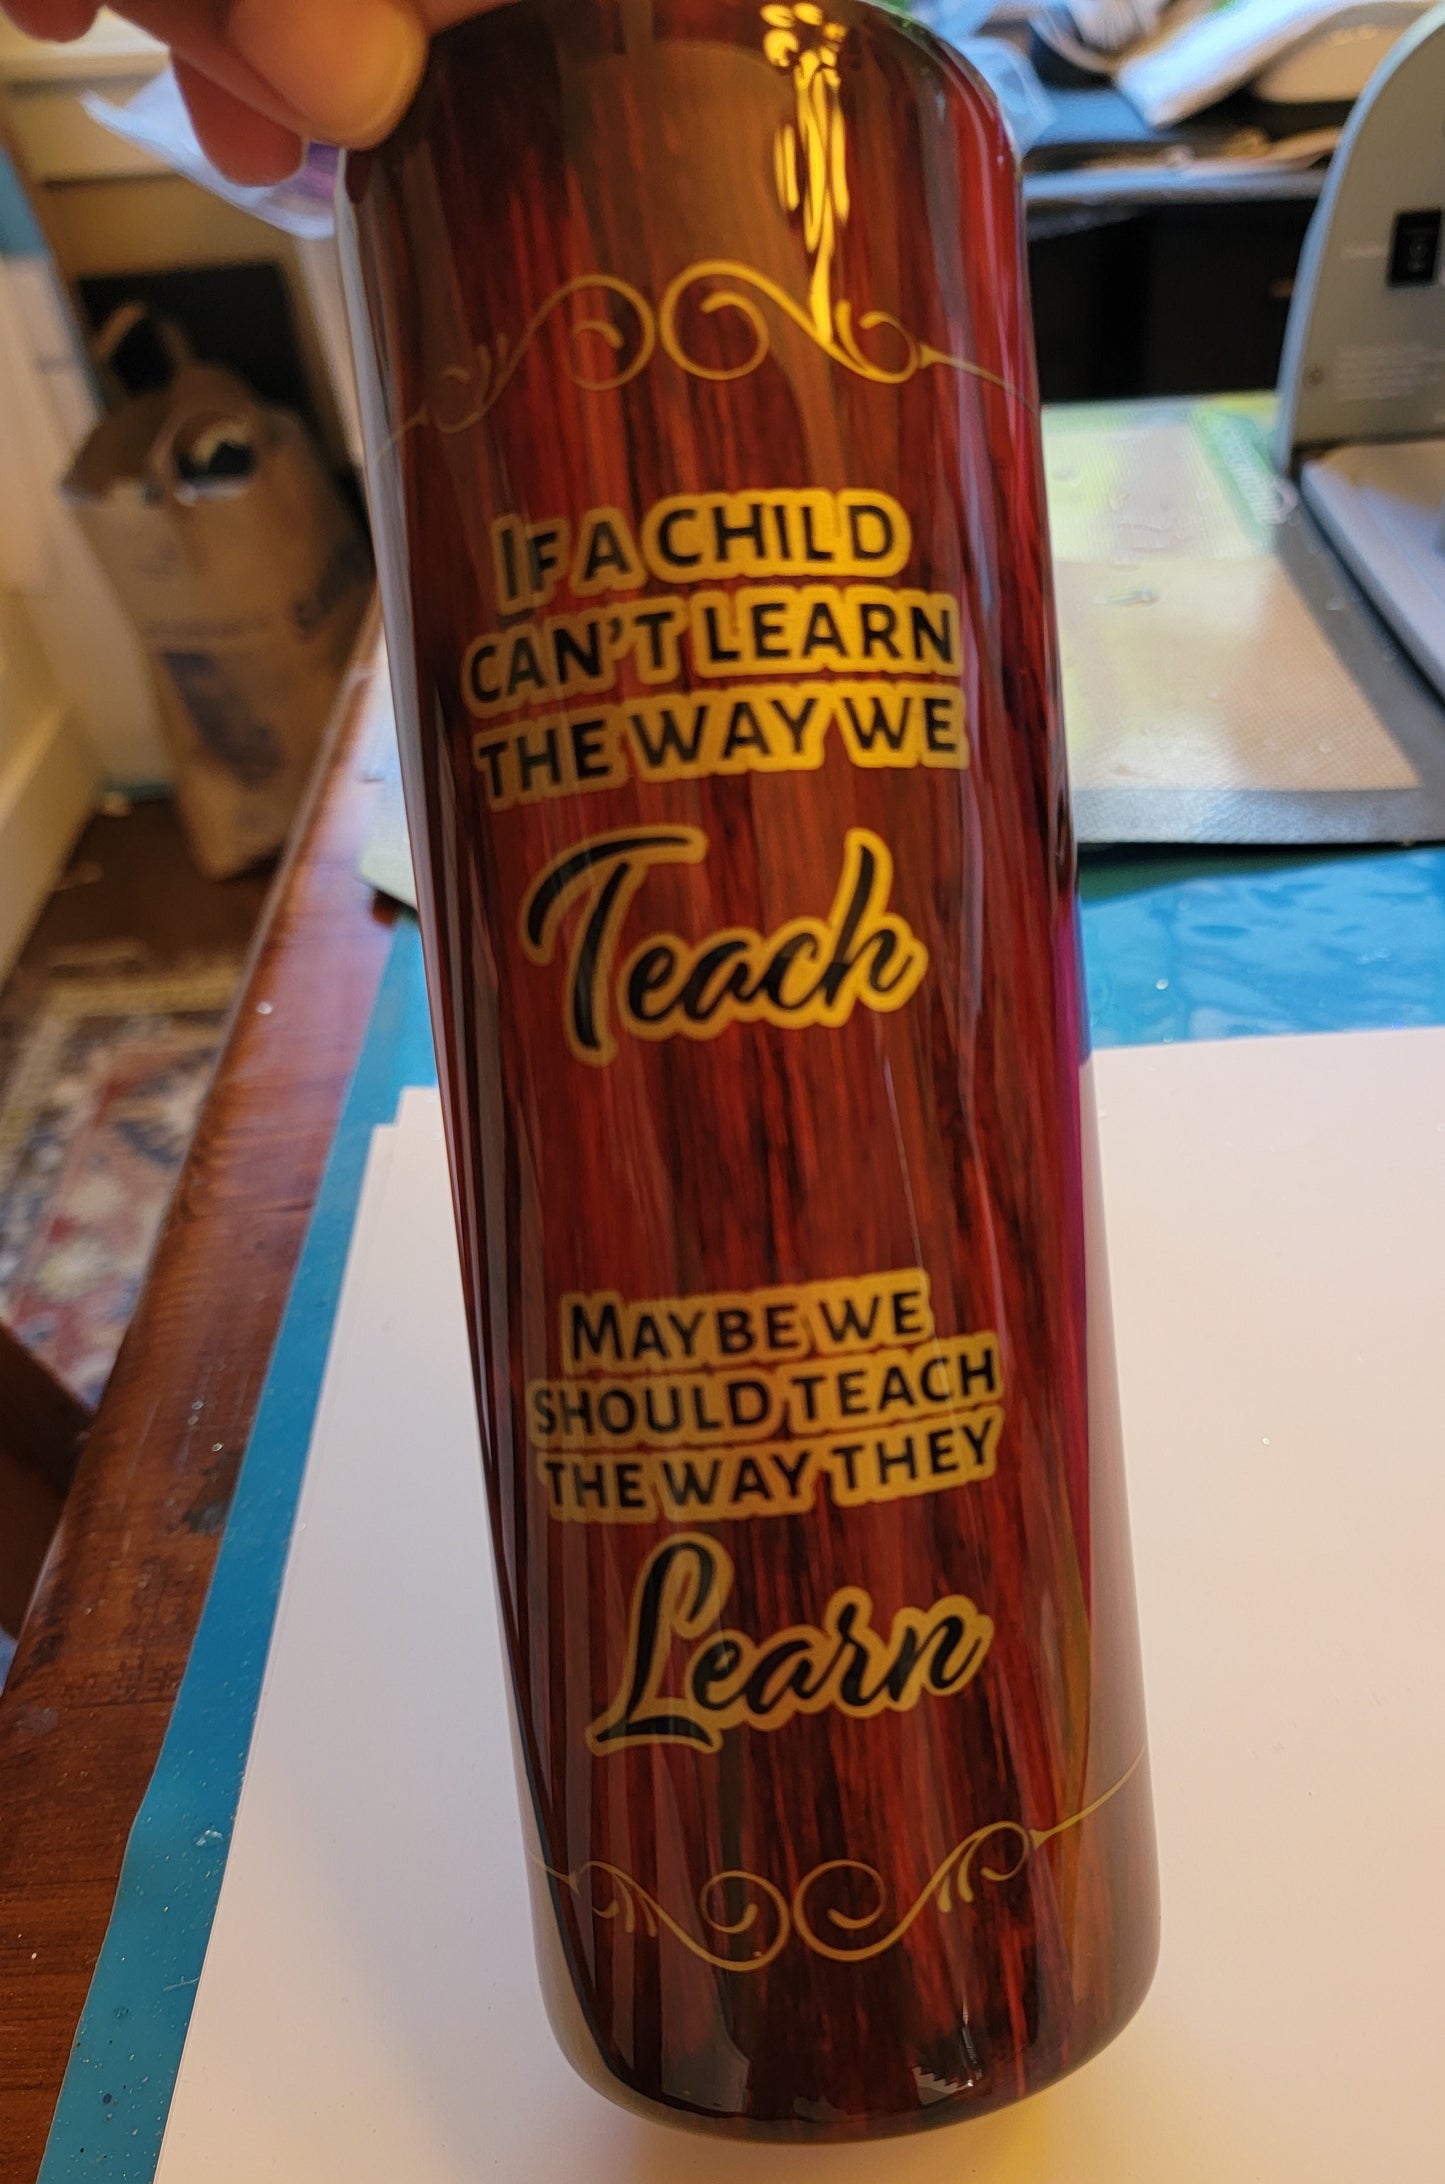 IF A CHILD
CAN'T LEARN
THE WAY WE
Teach
MAYBE WE
SHOULD TEACH
THE WAY THEY
Learn